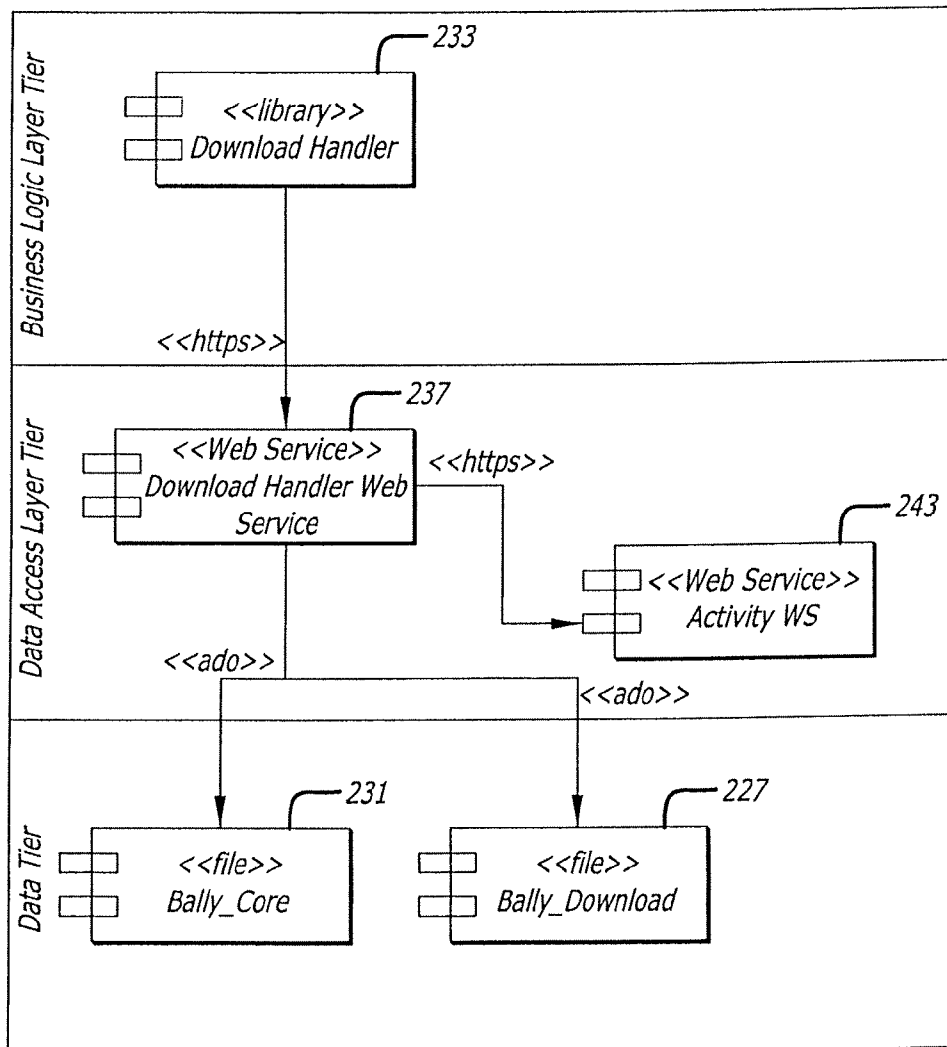 Business Logic Layer Tier
233
<<library>>
Download Handler
<<https>>
Data Access Layer Tier
237
<<Web Service>>
Download Handler Web
Service
<<https>>
243
<<Web Service>>
Activity WS
<<ado>>
<<ado>>
Data Tier
231
<<file>>
Bally_Core
227
<<file>>
Bally_Download